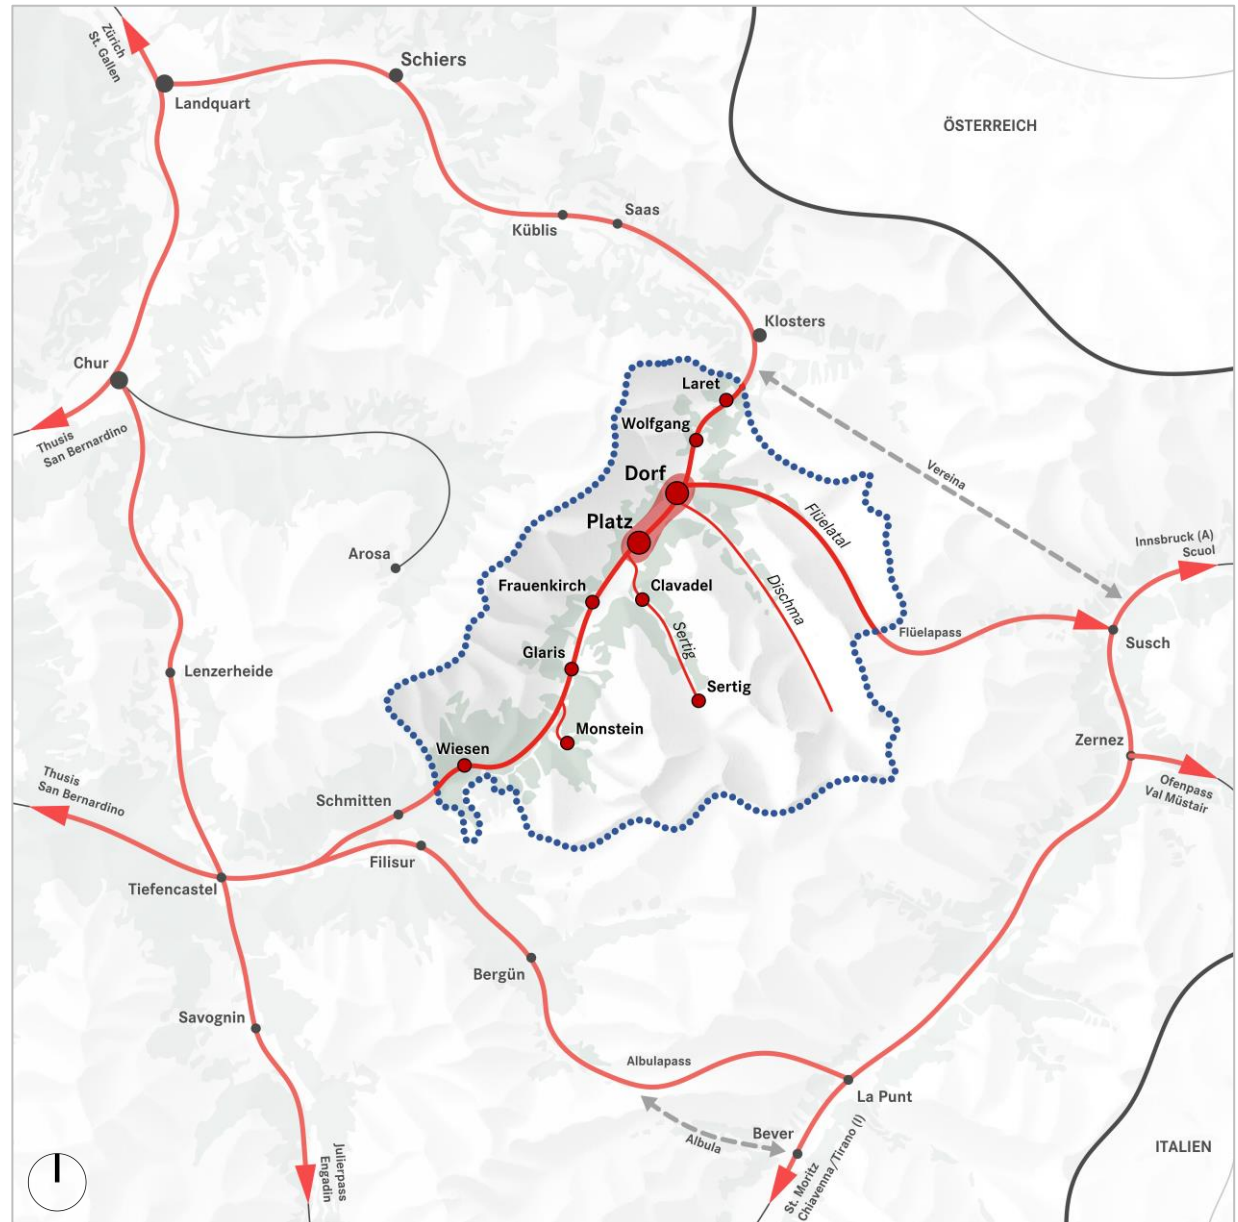 Zürich
St. Gallen
Schiers
Landquart
ÖSTERREICH
Saas
Küblis
Klosters
Chur
Laret
Thusis
San Bernardino
Wolfgang
Vereina
Dorf
Flüelatal
Platz
Innsbruck (A)
Scuol
Arosa
Frauenkirch
Clavadel
Dischma
Sertig
Flüelapass
Susch
Glaris
Lenzerheide
Sertig
Monstein
Wiesen
Zernez
Thusis
San Bernardino
Ofenpass
Val Müstair
Schmitten
Filisur
Tiefencastel
Bergün
Savognin
Albulapass
La Punt
Bever
Albula
ITALIEN
Julierpass
Engadin
St. Moritz
Chiavenna/Tirano (I)